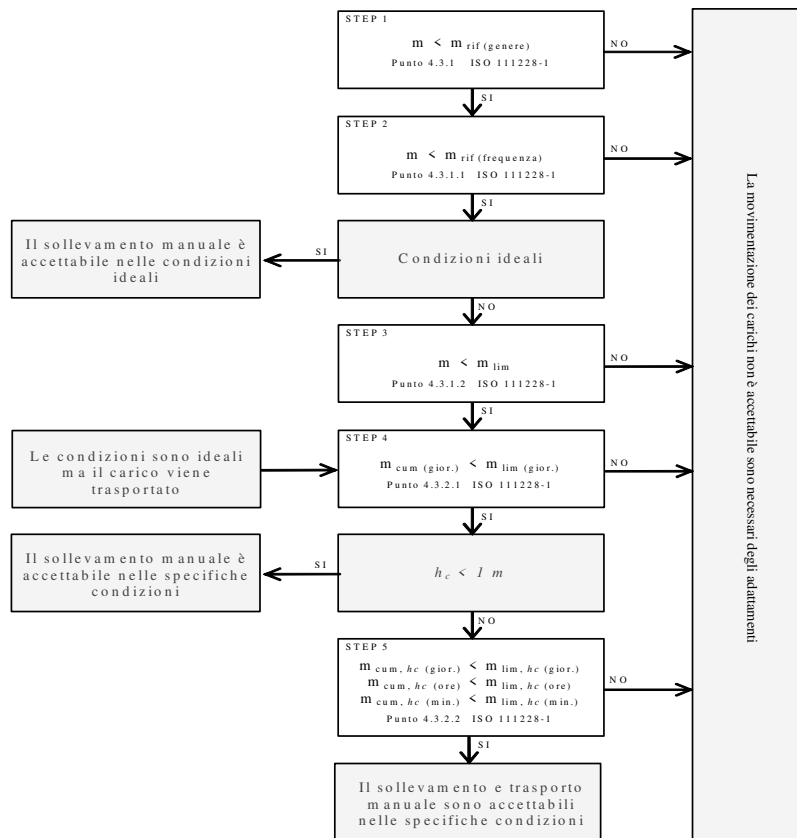 STEP 1
m < m rif (genere)
Punto 4.3.1 ISO 111228-1
NO
SI
STEP 2
m < m rif (frequenza)
Punto 4.3.1.1 ISO 111228-1
NO
SI
Il sollevamento manuale è
accettabile nelle condizioni
ideali
SI
Condizioni ideali
NO
STEP 3
m < m lim
Punto 4.3.1.2 ISO 111228-1
NO
SI
Le condizioni sono ideali
ma il carico viene
trasportato
STEP 4
m cum (gior.) < m lim (gior.)
Punto 4.3.2.1 ISO 111228-1
NO
SI
Il sollevamento manuale è
accettabile nelle specifiche
condizioni
SI
hc < 1 m
NO
STEP 5
m cum, hc (gior.) < m lim, hc (gior.)
m cum, hc (ore) < m lim, hc (ore)
m cum, hc (min.) < m lim, hc (min.)
Punto 4.3.2.2 ISO 111228-1
NO
SI
Il sollevamento e trasporto
manuale sono accettabili
nelle specifiche condizioni
La movimentazione dei carichi non è accettabile sono necessari degli adattamenti